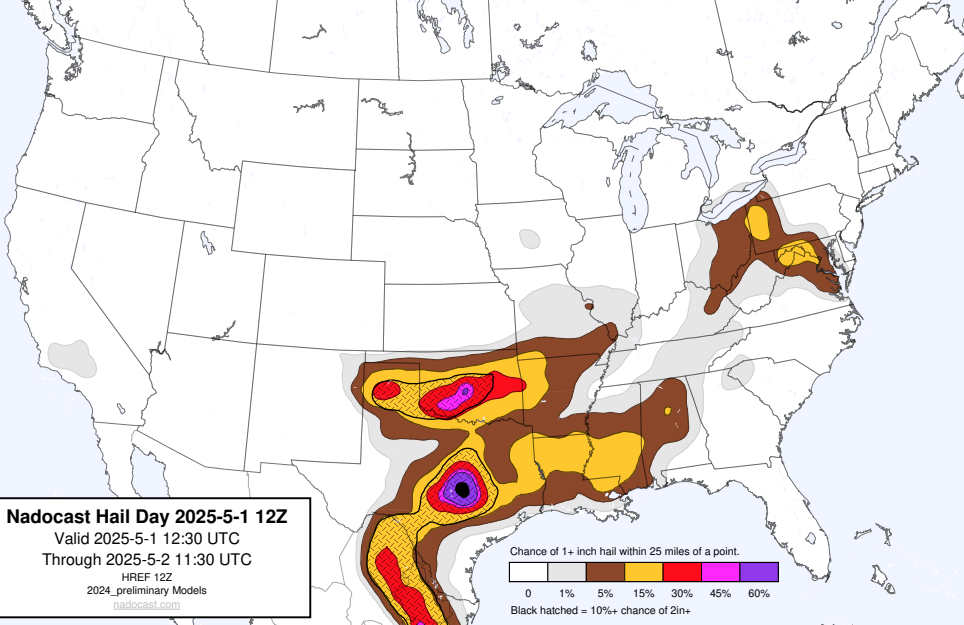 Nadocast Hail Day 2025-5-1 12Z
Valid 2025-5-1 12:30 UTC
Through 2025-5-2 11:30 UTC
HREF 12Z
2024_preliminary Models
nadocast.com
Chance of 1+ inch hail within 25 miles of a point.
0 1% 5% 15% 30% 45% 60%
Black hatched = 10%+ chance of 2in+